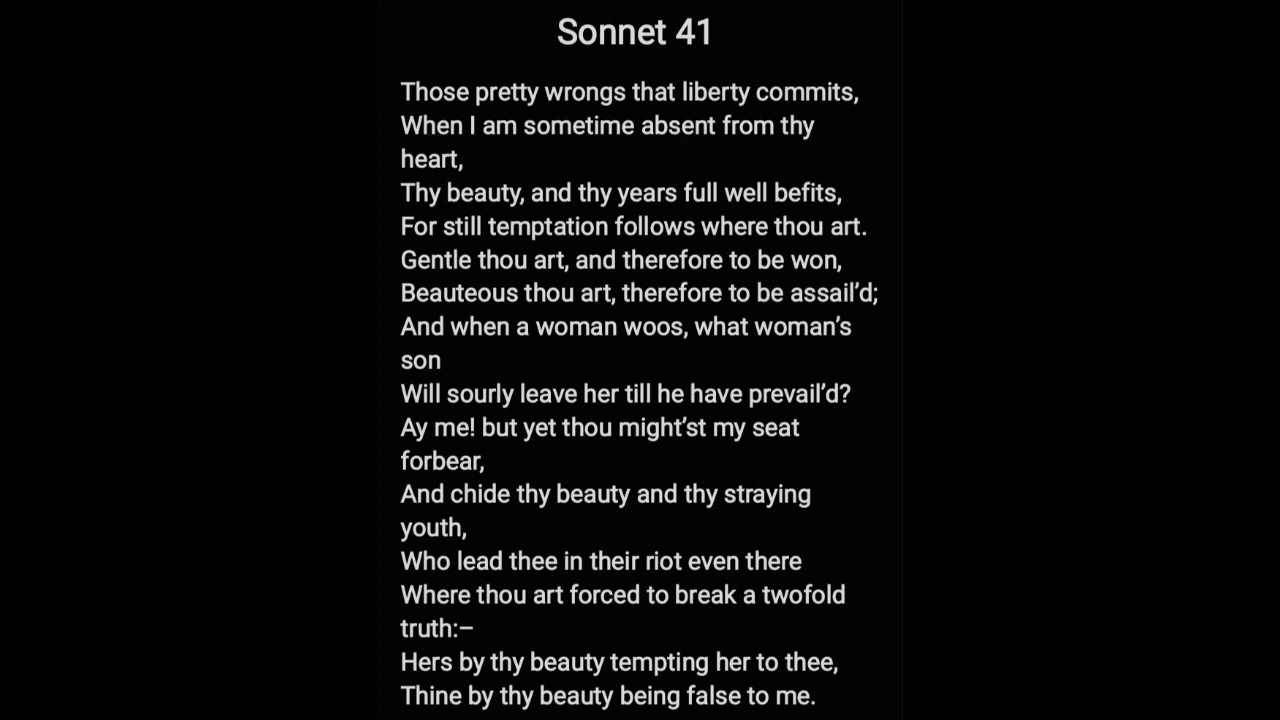 Sonnet 41
Those pretty wrongs that liberty commits,
When I am sometime absent from thy
heart,
Thy beauty, and thy years full well befits,
For still temptation follows where thou art.
Gentle thou art, and therefore to be won,
Beauteous thou art, therefore to be assail’d;
And when a woman woos, what woman’s
son
Will sourly leave her till he have prevail’d?
Ay me! but yet thou might’st my seat
forbear,
And chide thy beauty and thy straying
youth,
Who lead thee in their riot even there
Where thou art forced to break a twofold
truth:–
Hers by thy beauty tempting her to thee,
Thine by thy beauty being false to me.